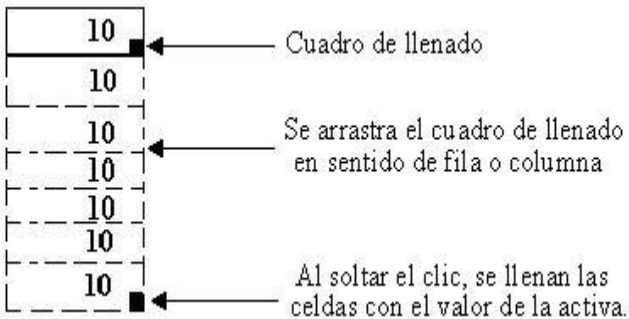 10
Cuadro de llenado
10
10
Se arrastra el cuadro de llenado
en sentido de fila o columna
10
10
10
10
Al soltar el clic, se llenan las
celdas con el valor de la activa.